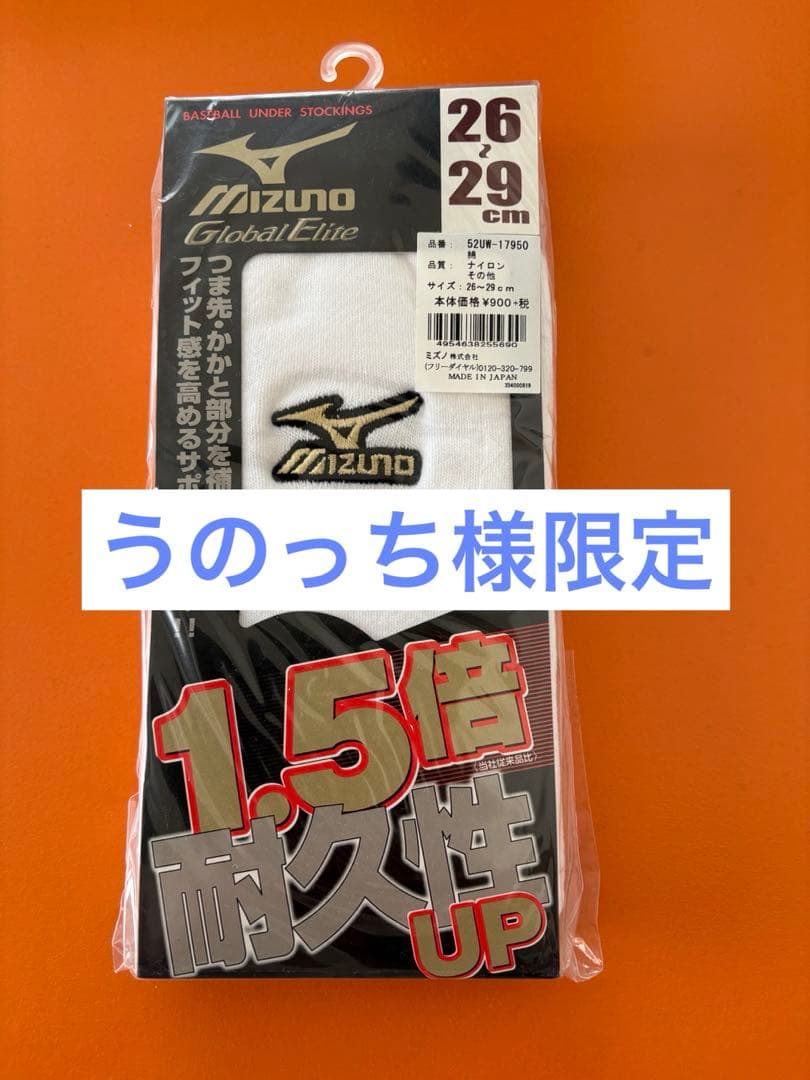 BASEBALL UNDER STOCKINGS
MIZUNO
Global Elite
26
~
29
cm
品番: 52UW-17950
綿
品質: ナイロン
その他
サイズ:26~29cm
本体価格¥900+税
4954638255690
ミズノ株式会社
(フリーダイヤル)0120-320-799
MADE IN JAPAN
つま先・かかと部分を補
フィット感を高めるサポ
!!
MIZUNO
うのっち様限定
1.5倍
(当社従来品比)
耐久性
UP